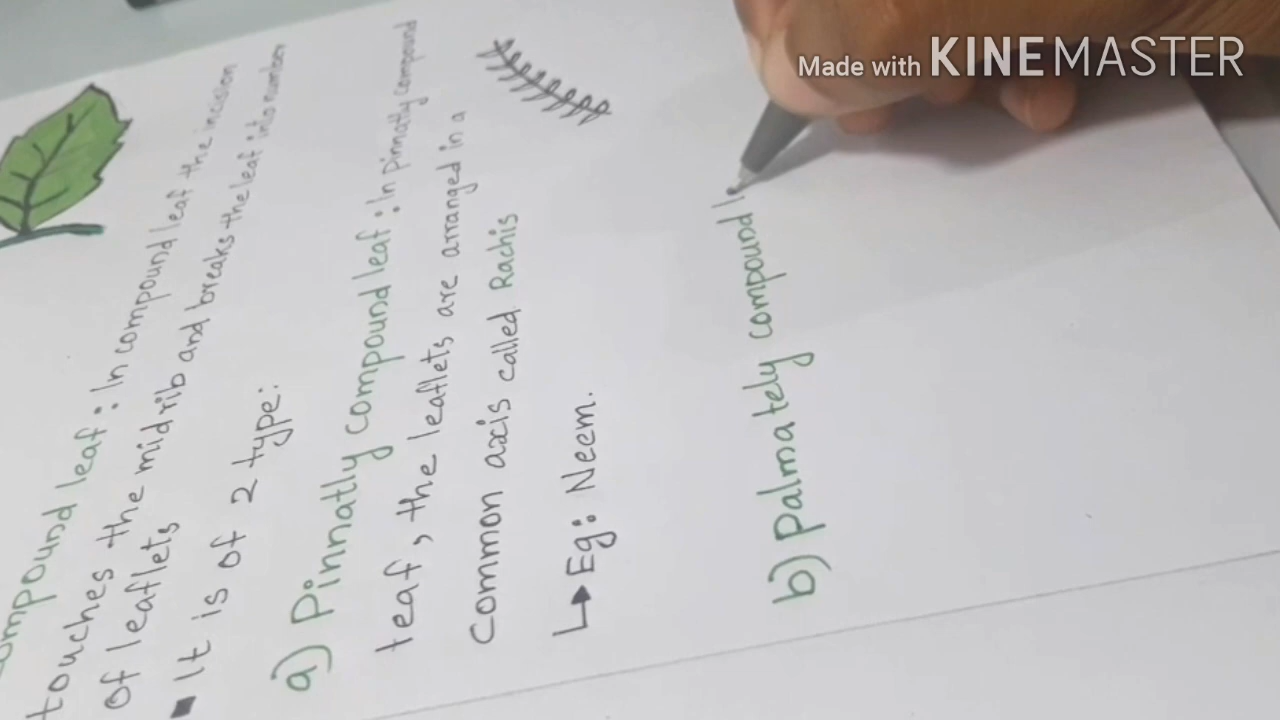 Made with KINEMASTER
ompound leaf : In compound leaf the incision
touches the midrib and breaks the leaf into number
of leaflets
▪ It is of 2 type:
a) Pinnatly compound leaf : In pinnatly compound
leaf, the leaflets are arranged in a
Common axis called Rachis
↳ Eg: Neem.
b) Palmately compound le